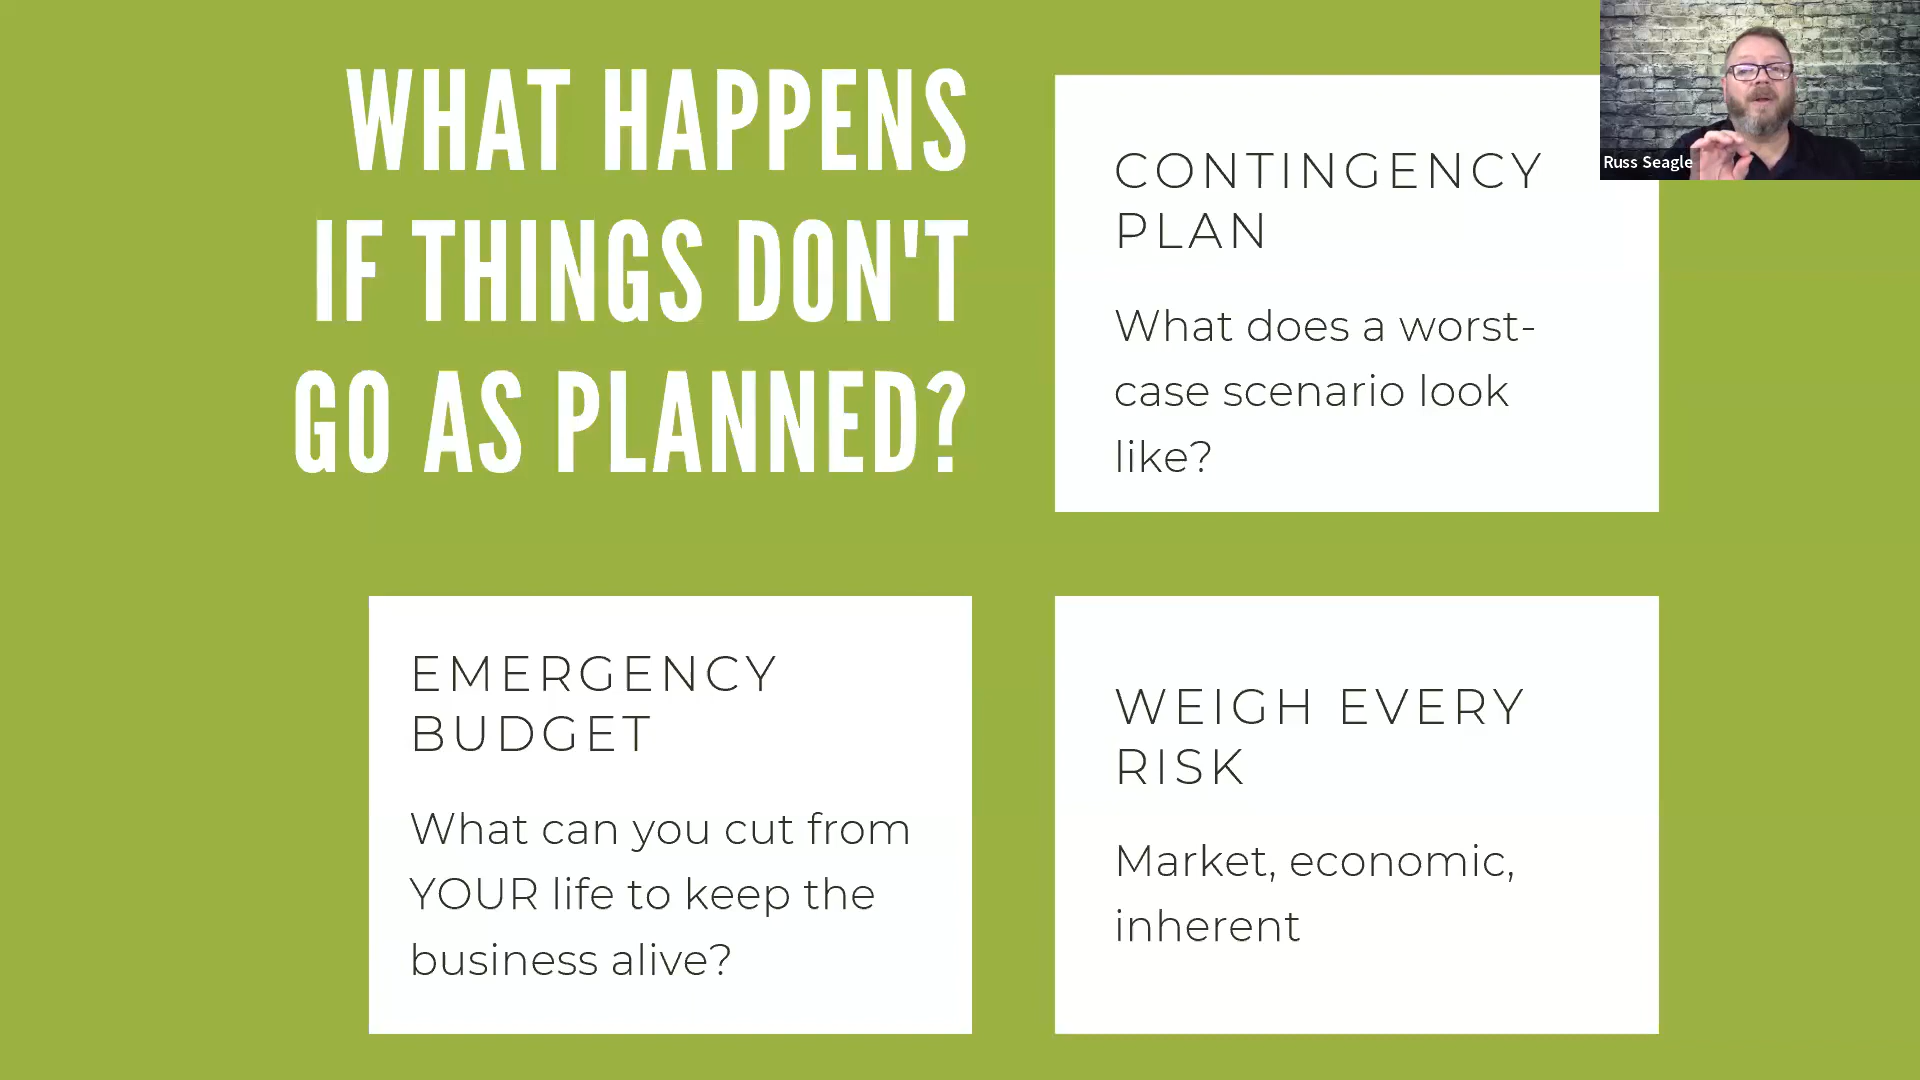 WHAT HAPPENS
IF THINGS DON'T
GO AS PLANNED?
CONTINGENCY
PLAN
What does a worst-
case scenario look
like?
Russ Seagle
EMERGENCY
BUDGET
What can you cut from
YOUR life to keep the
business alive?
WEIGH EVERY
RISK
Market, economic,
inherent